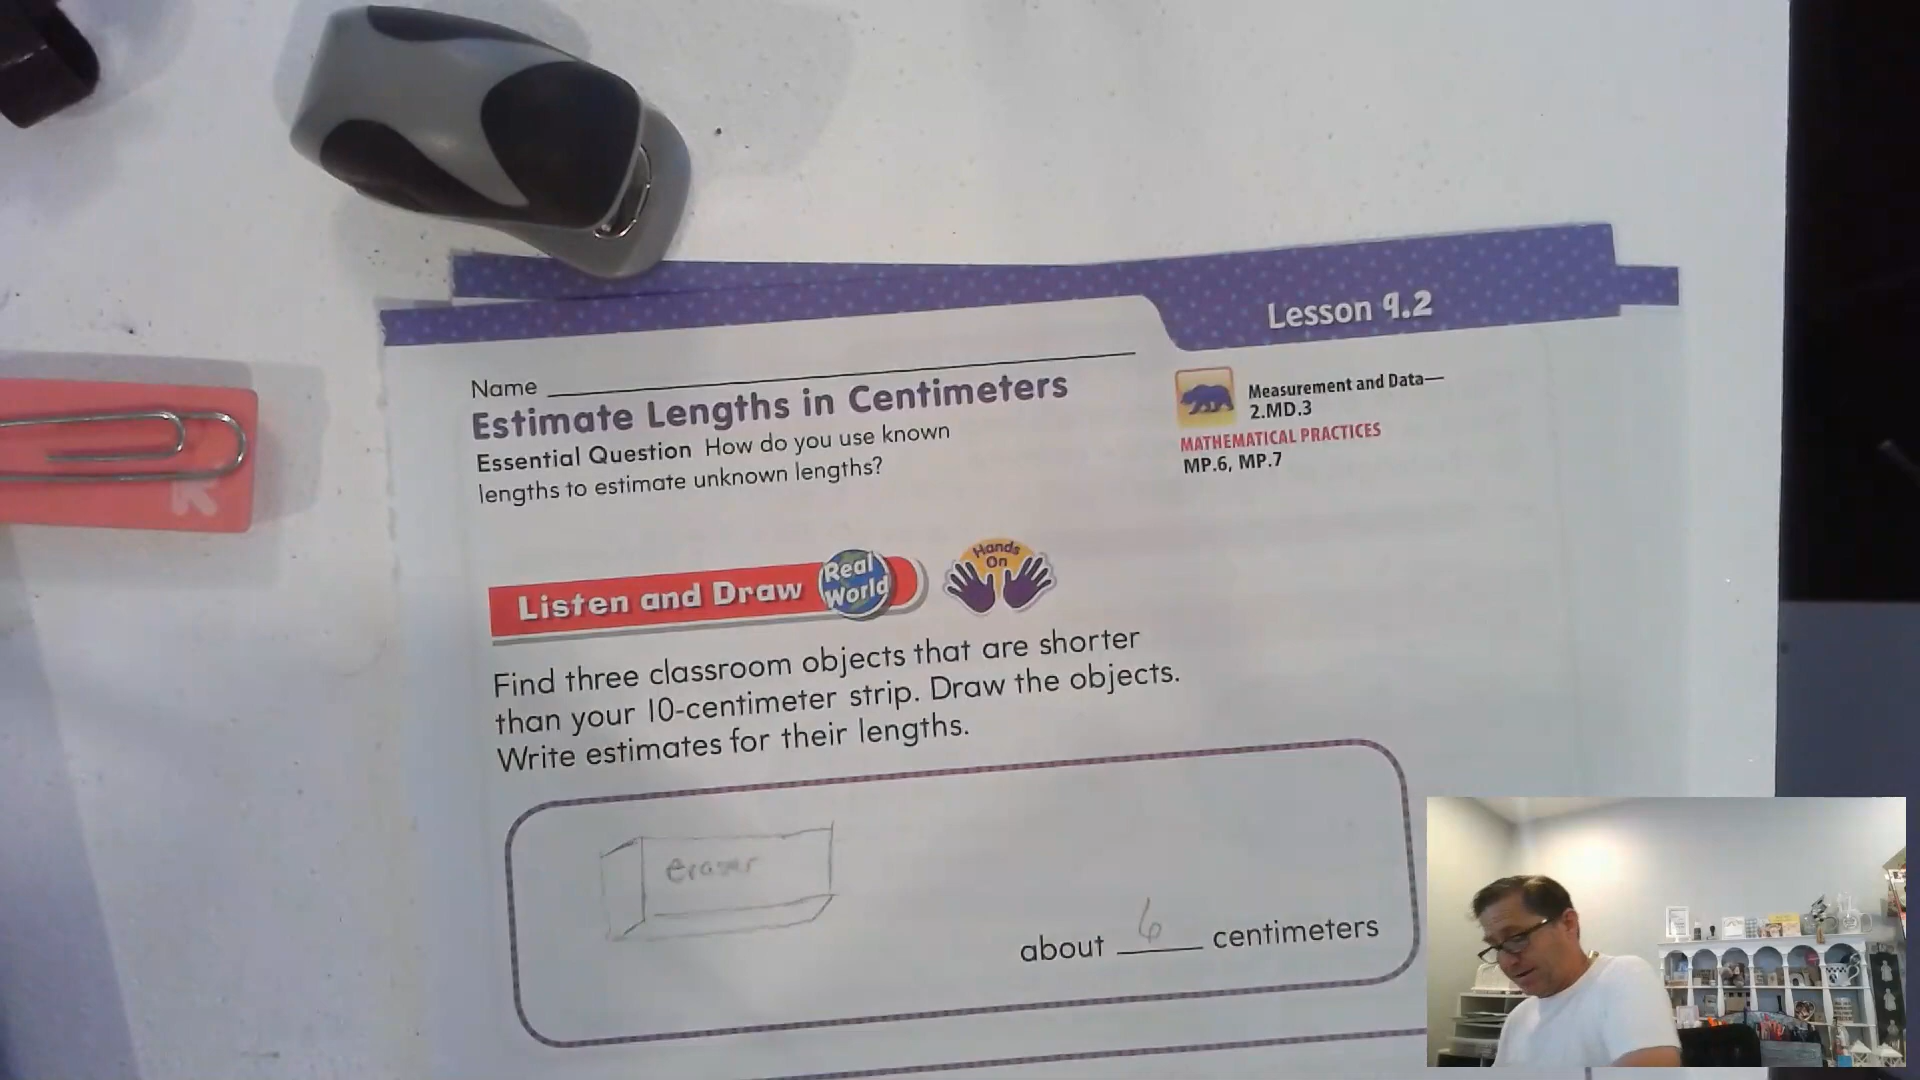 Lesson 9.2
Name
Estimate Lengths in Centimeters
Essential Question How do you use known
lengths to estimate unknown lengths?
Measurement and Data—
2.MD.3
MATHEMATICAL PRACTICES
MP.6, MP.7
Listen and Draw
Real
World
Hands
On
Find three classroom objects that are shorter
than your 10-centimeter strip. Draw the objects.
Write estimates for their lengths.
eraser
about 6 centimeters